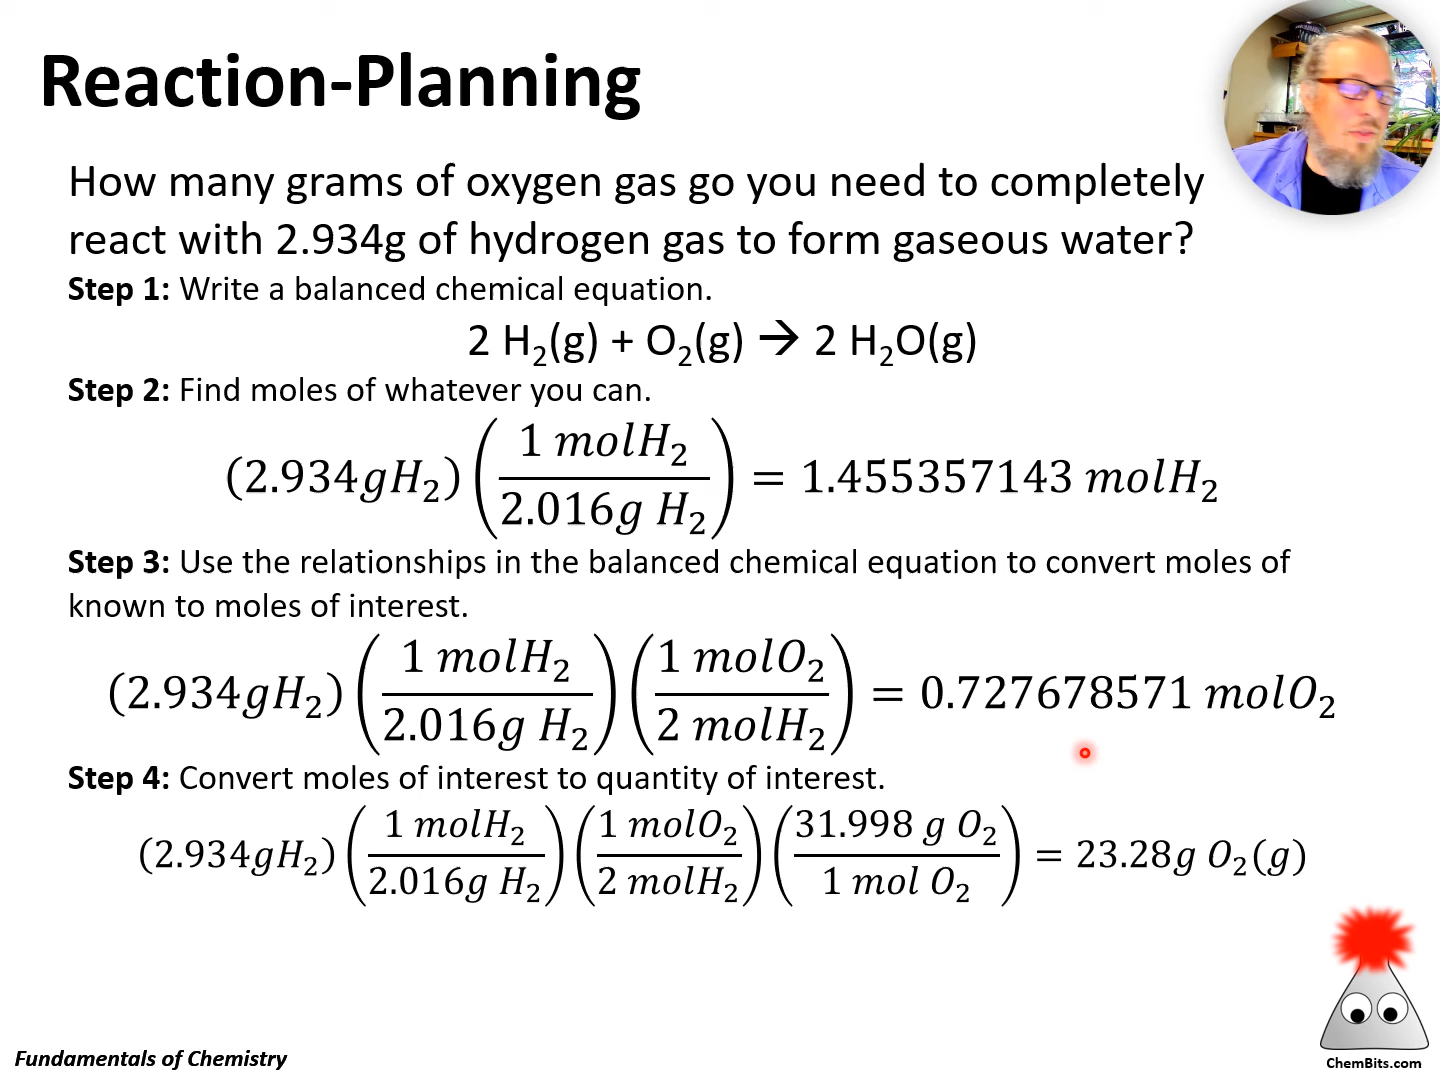 Reaction-Planning
How many grams of oxygen gas go you need to completely
react with 2.934g of hydrogen gas to form gaseous water?
Step 1: Write a balanced chemical equation.
2 H₂(g) + O₂(g) → 2 H₂O(g)
Step 2: Find moles of whatever you can.
(2.934gH₂)(1 molH₂/2.016g H₂) = 1.455357143 molH₂
Step 3: Use the relationships in the balanced chemical equation to convert moles of
known to moles of interest.
(2.934gH₂)(1 molH₂/2.016g H₂)(1 molO₂/2 molH₂) = 0.727678571 molO₂
Step 4: Convert moles of interest to quantity of interest.
(2.934gH₂)(1 molH₂/2.016g H₂)(1 molO₂/2 molH₂)(31.998 g O₂/1 mol O₂) = 23.28g O₂(g)
Fundamentals of Chemistry
ChemBits.com